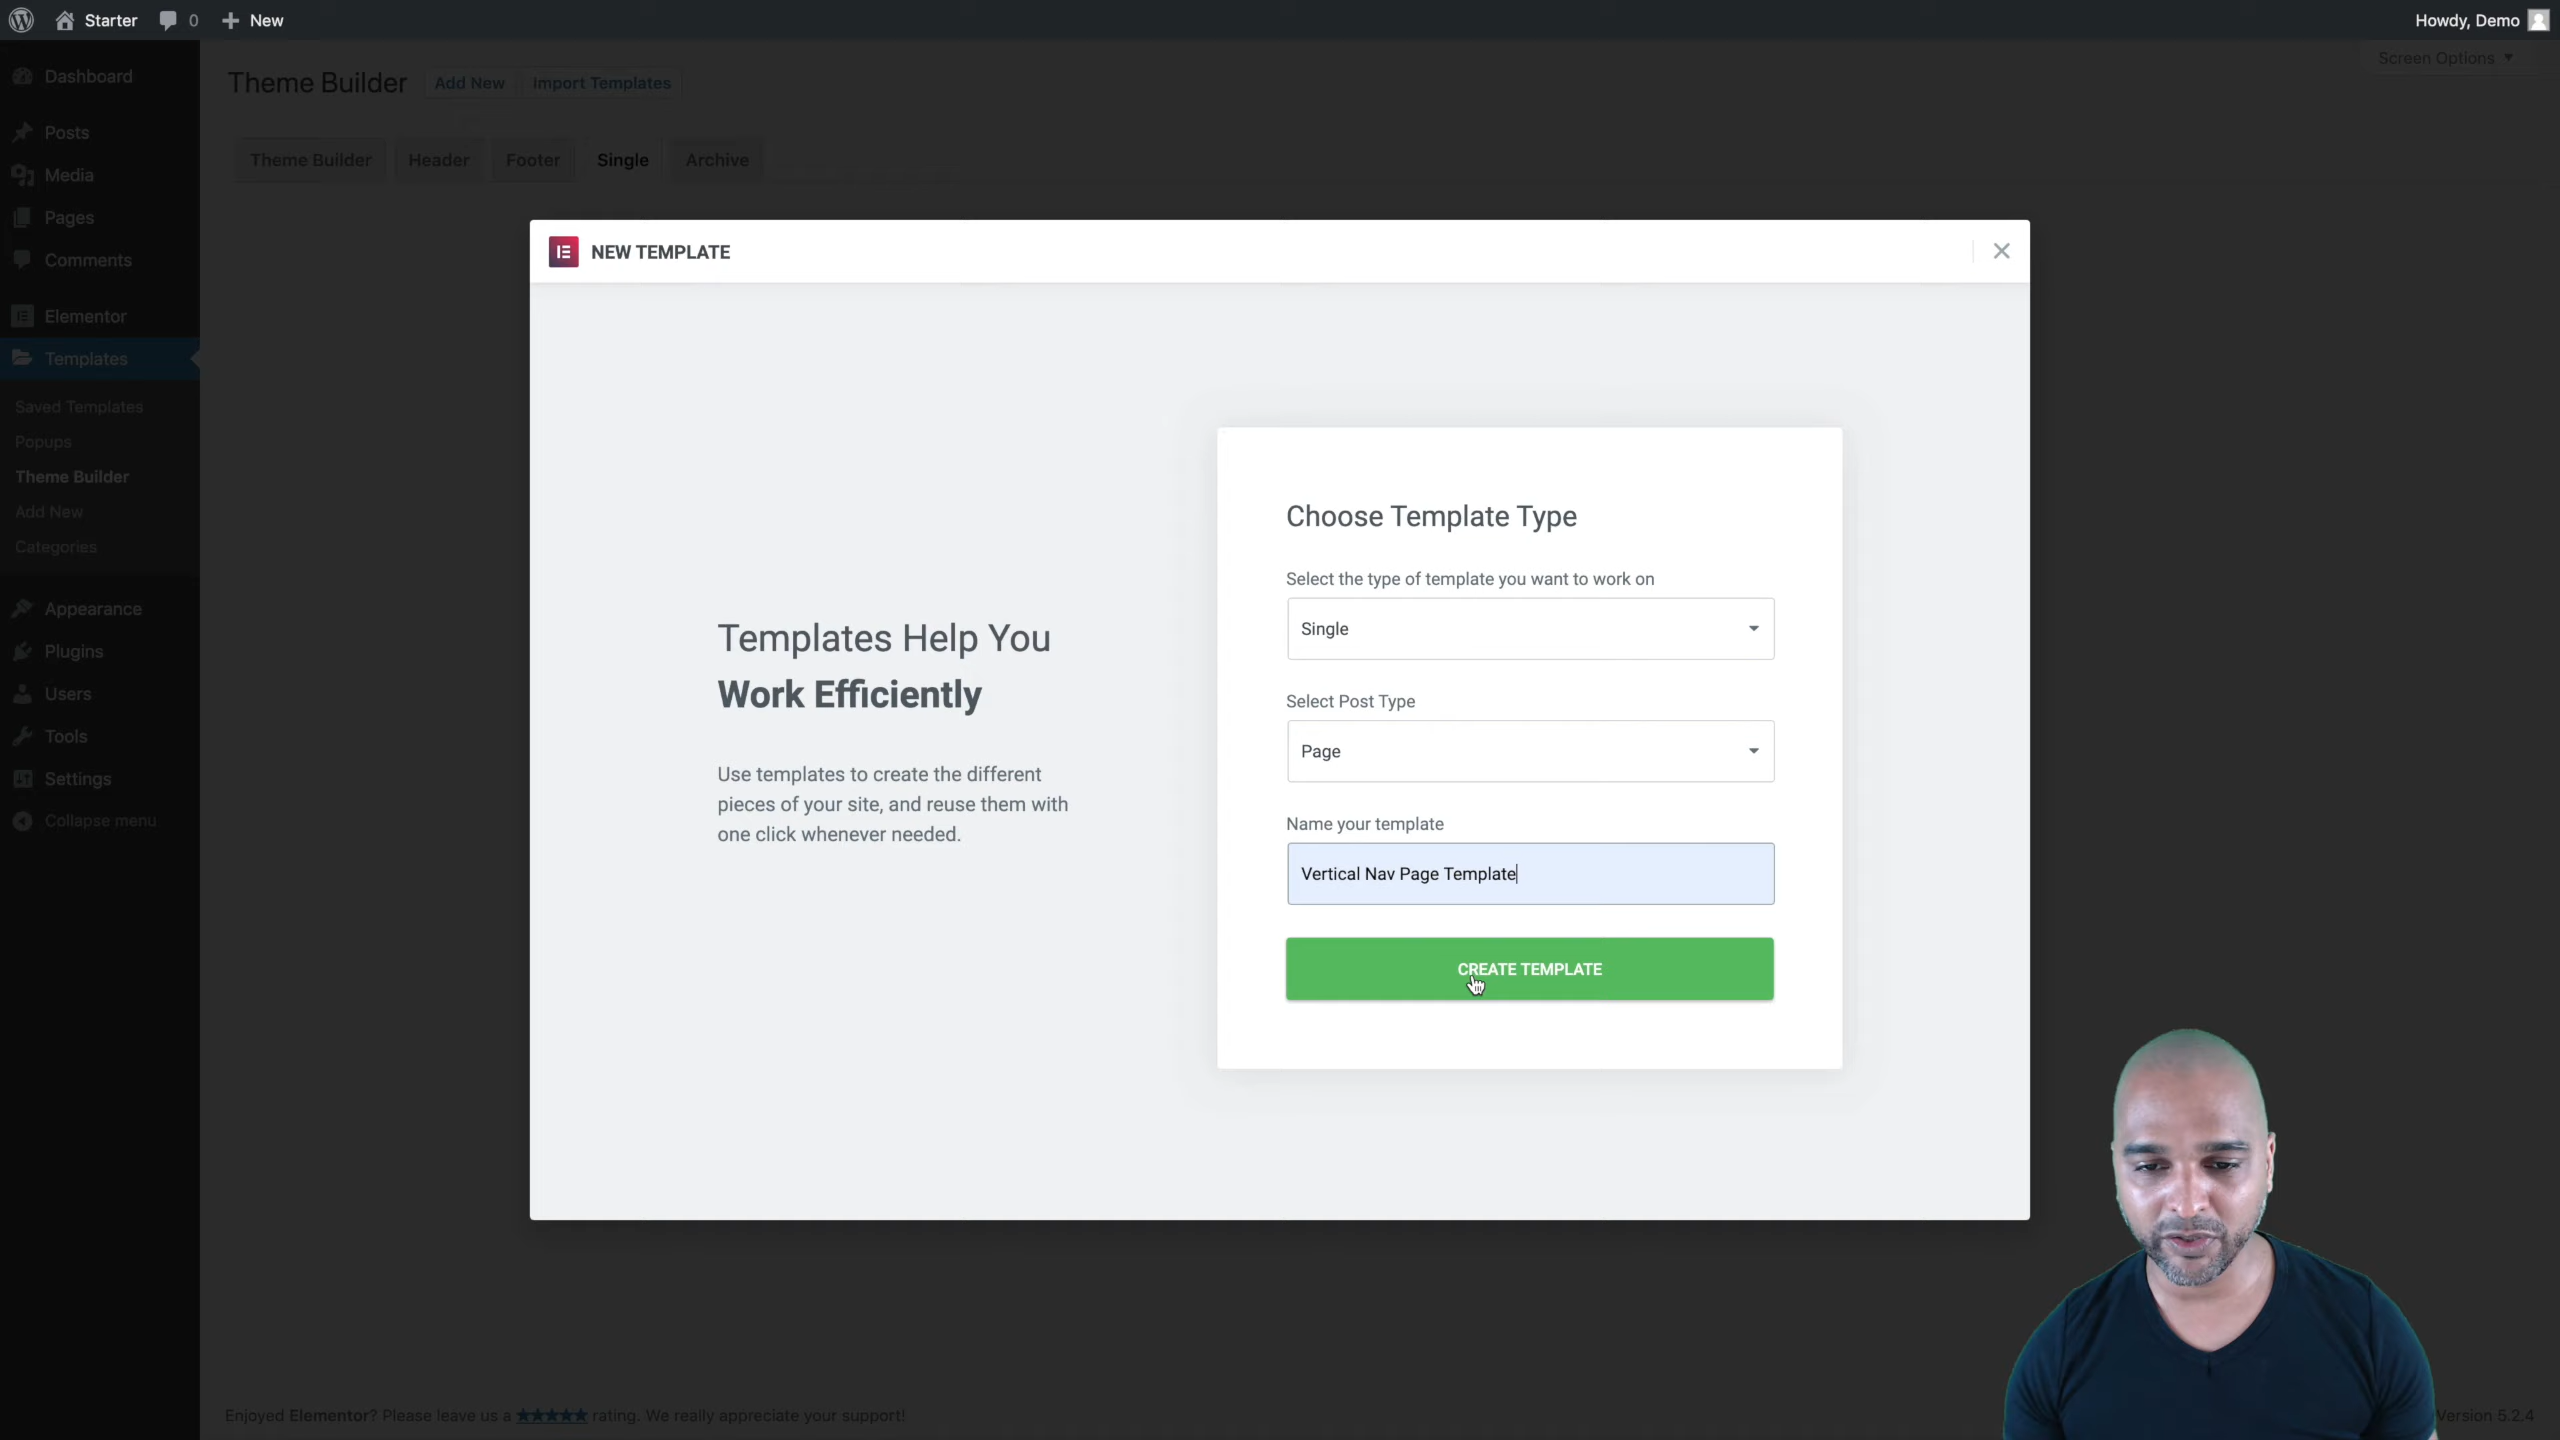 Starter
0
New
Howdy, Demo
Dashboard
Posts
Media
Pages
Comments
Elementor
Templates
Saved Templates
Popups
Theme Builder
Add New
Categories
Appearance
Plugins
Users
Tools
Settings
Collapse menu
Theme Builder
Add New
Import Templates
Screen Options
Theme Builder
Header
Footer
Single
Archive
NEW TEMPLATE
Templates Help You
Work Efficiently
Use templates to create the different
pieces of your site, and reuse them with
one click whenever needed.
Choose Template Type
Select the type of template you want to work on
Single
Select Post Type
Page
Name your template
Vertical Nav Page Template
CREATE TEMPLATE
Enjoyed Elementor? Please leave us a ★★★★★ rating. We really appreciate your support!
Version 5.2.4